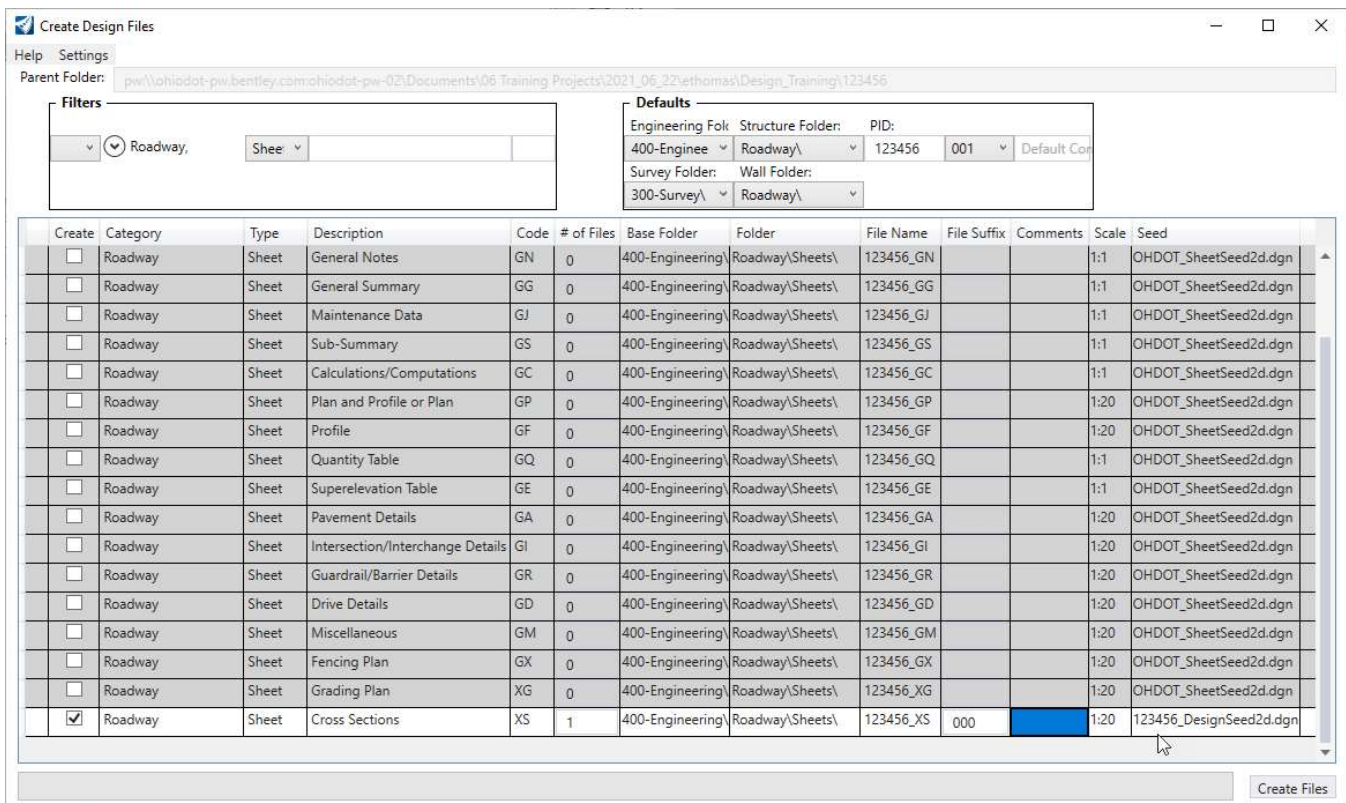 Create Design Files
Help Settings
Parent Folder: pw:\\ohiodot-pw.bentley.com:ohiodot-pw-02\Documents\06 Training Projects\2021_06_22\ethomas\Design_Training\123456
Filters Defaults
Engineering Fol Structure Folder: PID:
Roadway, Shee 400-Enginee Roadway\ 123456 001 Default Con
Survey Folder: Wall Folder:
300-Survey\ Roadway\
Create Category Type Description Code # of Files Base Folder Folder File Name File Suffix Comments Scale Seed
Roadway Sheet General Notes GN 0 400-Engineering\ Roadway\Sheets\ 123456_GN 1:1 OHDOT_SheetSeed2d.dgn
Roadway Sheet General Summary GG 0 400-Engineering\ Roadway\Sheets\ 123456_GG 1:1 OHDOT_SheetSeed2d.dgn
Roadway Sheet Maintenance Data GJ 0 400-Engineering\ Roadway\Sheets\ 123456_GJ 1:1 OHDOT_SheetSeed2d.dgn
Roadway Sheet Sub-Summary GS 0 400-Engineering\ Roadway\Sheets\ 123456_GS 1:1 OHDOT_SheetSeed2d.dgn
Roadway Sheet Calculations/Computations GC 0 400-Engineering\ Roadway\Sheets\ 123456_GC 1:1 OHDOT_SheetSeed2d.dgn
Roadway Sheet Plan and Profile or Plan GP 0 400-Engineering\ Roadway\Sheets\ 123456_GP 1:20 OHDOT_SheetSeed2d.dgn
Roadway Sheet Profile GF 0 400-Engineering\ Roadway\Sheets\ 123456_GF 1:20 OHDOT_SheetSeed2d.dgn
Roadway Sheet Quantity Table GQ 0 400-Engineering\ Roadway\Sheets\ 123456_GQ 1:1 OHDOT_SheetSeed2d.dgn
Roadway Sheet Superelevation Table GE 0 400-Engineering\ Roadway\Sheets\ 123456_GE 1:1 OHDOT_SheetSeed2d.dgn
Roadway Sheet Pavement Details GA 0 400-Engineering\ Roadway\Sheets\ 123456_GA 1:20 OHDOT_SheetSeed2d.dgn
Roadway Sheet Intersection/Interchange Details GI 0 400-Engineering\ Roadway\Sheets\ 123456_GI 1:20 OHDOT_SheetSeed2d.dgn
Roadway Sheet Guardrail/Barrier Details GR 0 400-Engineering\ Roadway\Sheets\ 123456_GR 1:20 OHDOT_SheetSeed2d.dgn
Roadway Sheet Drive Details GD 0 400-Engineering\ Roadway\Sheets\ 123456_GD 1:20 OHDOT_SheetSeed2d.dgn
Roadway Sheet Miscellaneous GM 0 400-Engineering\ Roadway\Sheets\ 123456_GM 1:20 OHDOT_SheetSeed2d.dgn
Roadway Sheet Fencing Plan GX 0 400-Engineering\ Roadway\Sheets\ 123456_GX 1:20 OHDOT_SheetSeed2d.dgn
Roadway Sheet Grading Plan XG 0 400-Engineering\ Roadway\Sheets\ 123456_XG 1:20 OHDOT_SheetSeed2d.dgn
Roadway Sheet Cross Sections XS 1 400-Engineering\ Roadway\Sheets\ 123456_XS 000 1:20 123456_DesignSeed2d.dgn
Create Files